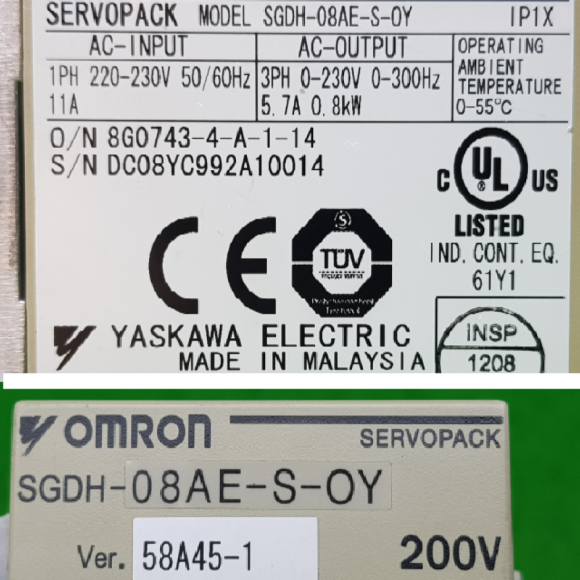 SERVOPACK MODEL SGDH-08AE-S-OY IP1X
AC-INPUT AC-OUTPUT OPERATING AMBIENT TEMPERATURE
1PH 220-230V 50/60Hz 3PH 0-230V 0-300Hz
11A 5.7A 0.8kW 0-55°C
O/N 8G0743-4-A-1-14
S/N DC08YC992A10014
CE
TÜV
C UL US
LISTED
IND. CONT. EQ.
61Y1
YASKAWA ELECTRIC
MADE IN MALAYSIA
INSP
1208
OMRON SERVOPACK
SGDH-08AE-S-OY
Ver. 58A45-1 200V